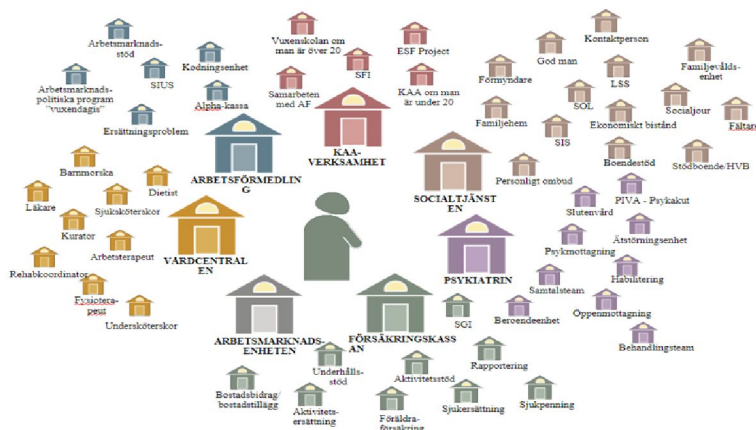 Arbetsmarknads-
stöd
SIUS
Kodningsenhet
Arbetsmarknads-
politiska program
"vuxendagis"
Alpha-kassa
Ersättningsproblem
ARBETSFÖRMEDLIN
G
Vuxenskolan om
man är över 20
SFI
ESF Project
Samarbeten
med AF
KAA om man
är under 20
KAA-
VERKSAMHET
Kontaktperson
God man
Familjevålds-
enhet
Förmyndare
LSS
SOL
Socialjour
Fältare
Familjehem
Ekonomiskt bistånd
SIS
Boendestöd
Stödboende/HVB
Personligt ombud
SOCIALTJÄNST
EN
Barnmorska
Dietist
Läkare
Sjuksköterskor
Kurator
Arbetsterapeut
Rehabkoordinator
Fysiotera-
peut
Undersköterskor
VÅRDCENTRAL
EN
PIVA - Psykakut
Slutenvård
Ätstörningsenhet
Psykmottagning
Habilitering
Samtalsteam
Öppenmottagning
Beroendeenhet
Behandlingsteam
PSYKIATRIN
ARBETSMARKNADS-
ENHETEN
FÖRSÄKRINGSKASS
AN
SGI
Rapportering
Underhålls-
stöd
Aktivitetsstöd
Bostadsbidrag/
bostadstillägg
Aktivitets-
ersättning
Föräldra-
försäkring
Sjukersättning
Sjukpenning